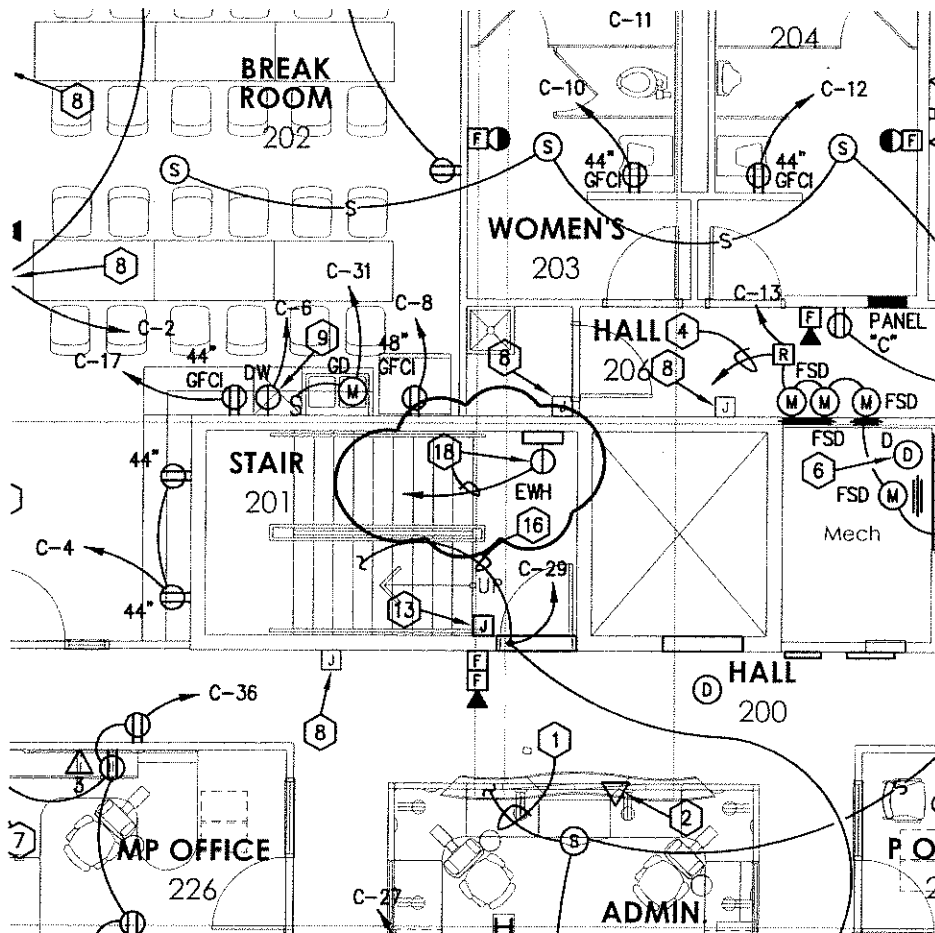 C-11
204
BREAK
ROOM
202
8
C-10
C-12
F
S
S
F
44"
GFCI
44"
GFCI
S
S
WOMEN'S
203
S
8
C-31
C-2
C-6
9
C-8
C-13
HALL
206
4
F
PANEL
"C"
C-17
44"
GFCI
DW
GD
48"
GFCI
8
8
R
FSD
S
M
J
J
M
M
M
FSD
FSD
D
44"
STAIR
201
18
EWH
6
D
FSD
M
16
Mech
C-4
C-29
UP
44"
13
J
J
F
F
D
HALL
200
C-36
8
1
3
2
S
7
MP OFFICE
226
S
P O
2
C-27
ADMIN.
H